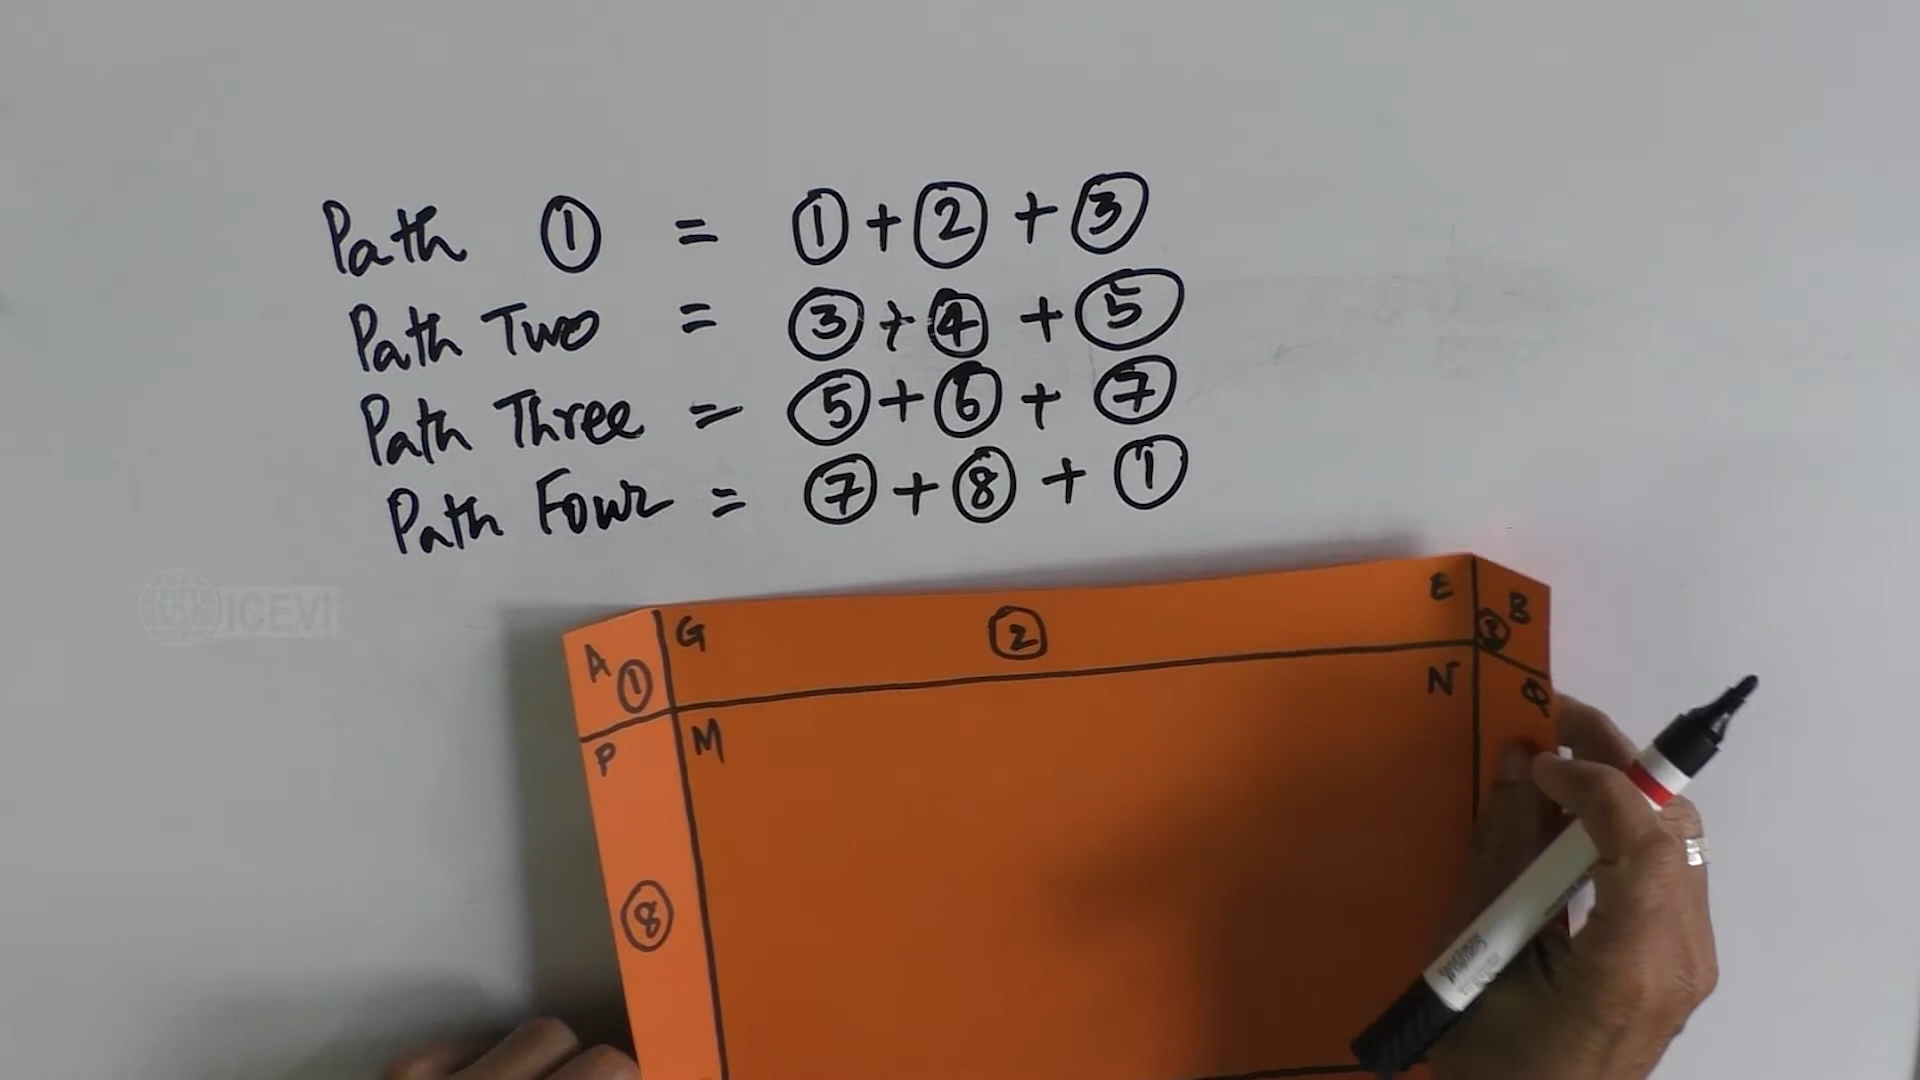 Path ① = ① + ② + ③
Path Two = ③ + ④ + ⑤
Path Three = ⑤ + ⑥ + ⑦
Path Four = ⑦ + ⑧ + ①
ICEVI
A ① G ② E B
P M N Q
⑧